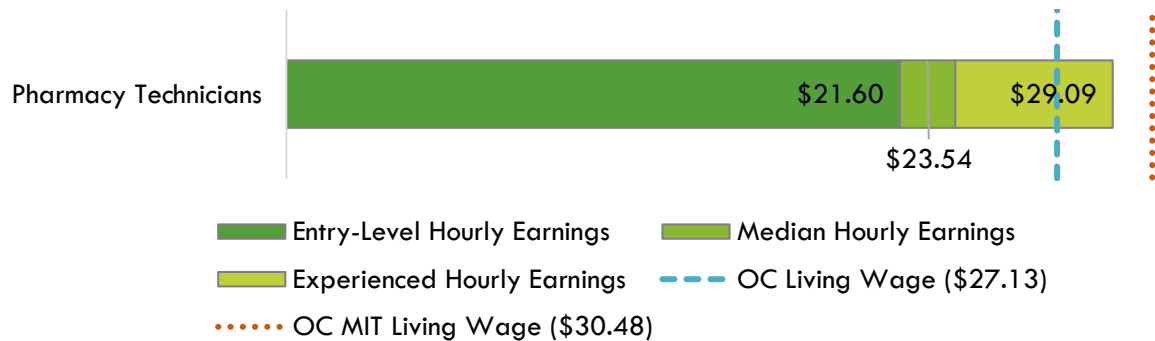 Pharmacy Technicians
$21.60
$29.09
$23.54
Entry-Level Hourly Earnings
Median Hourly Earnings
Experienced Hourly Earnings
OC Living Wage ($27.13)
OC MIT Living Wage ($30.48)